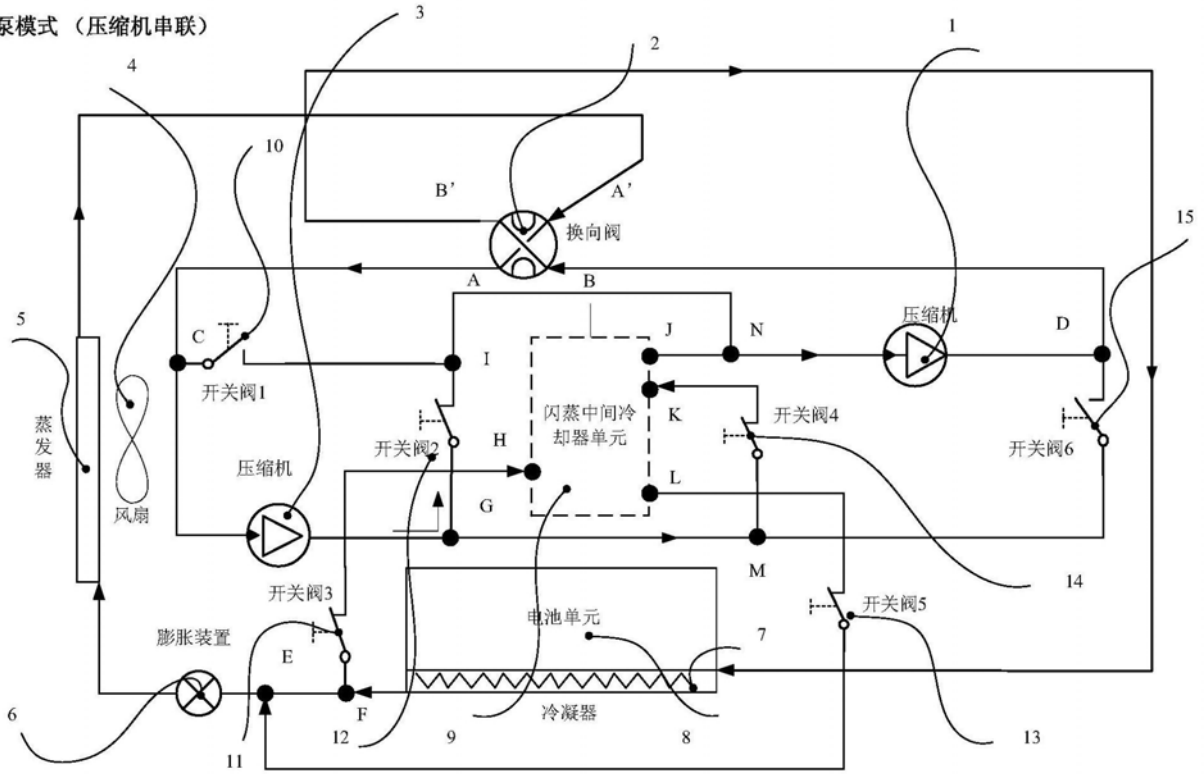 泵模式 （压缩机串联）
3
2
1
4
10
B'
A'
换向阀
15
A
B
5
C
I
J
N
压缩机
D
开关阀1
K
蒸发器
闪蒸中间冷
却器单元
开关阀4
H
开关阀2
开关阀6
压缩机
L
风扇
G
M
开关阀3
14
电池单元
7
开关阀5
膨胀装置
E
6
F
冷凝器
11
12
9
8
13